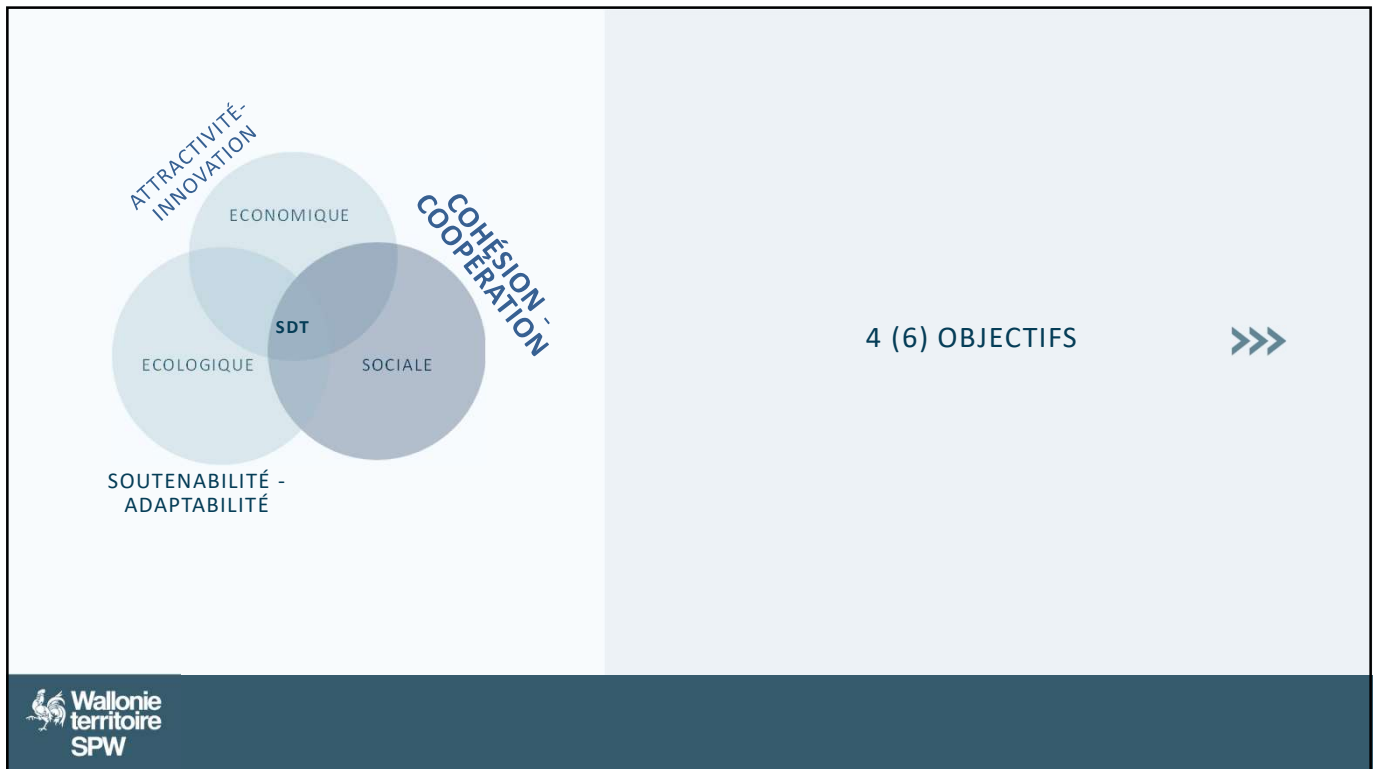 ATTRACTIVITÉ-
INNOVATION
ECONOMIQUE
COHÉSION -
COOPÉRATION
SDT
ECOLOGIQUE
SOCIALE
SOUTENABILITÉ -
ADAPTABILITÉ
4 (6) OBJECTIFS
>>>
Wallonie
territoire
SPW